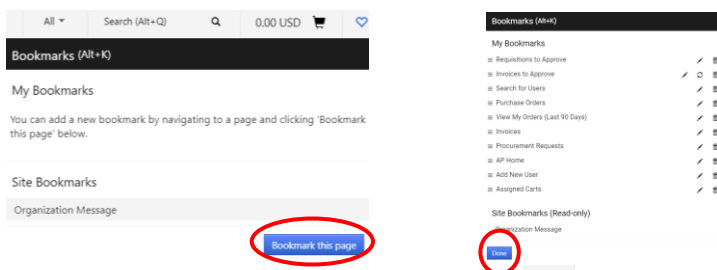 All
Search (Alt+Q)
0.00 USD
Bookmarks (Alt+K)
My Bookmarks
You can add a new bookmark by navigating to a page and clicking 'Bookmark
this page' below.
Site Bookmarks
Organization Message
Bookmark this page
Bookmarks (Alt+K)
My Bookmarks
Requisitions to Approve
Invoices to Approve
Search for Users
Purchase Orders
View My Orders (Last 90 Days)
Invoices
Procurement Requests
AP Home
Add New User
Assigned Carts
Site Bookmarks (Read-only)
Organization Message
Done